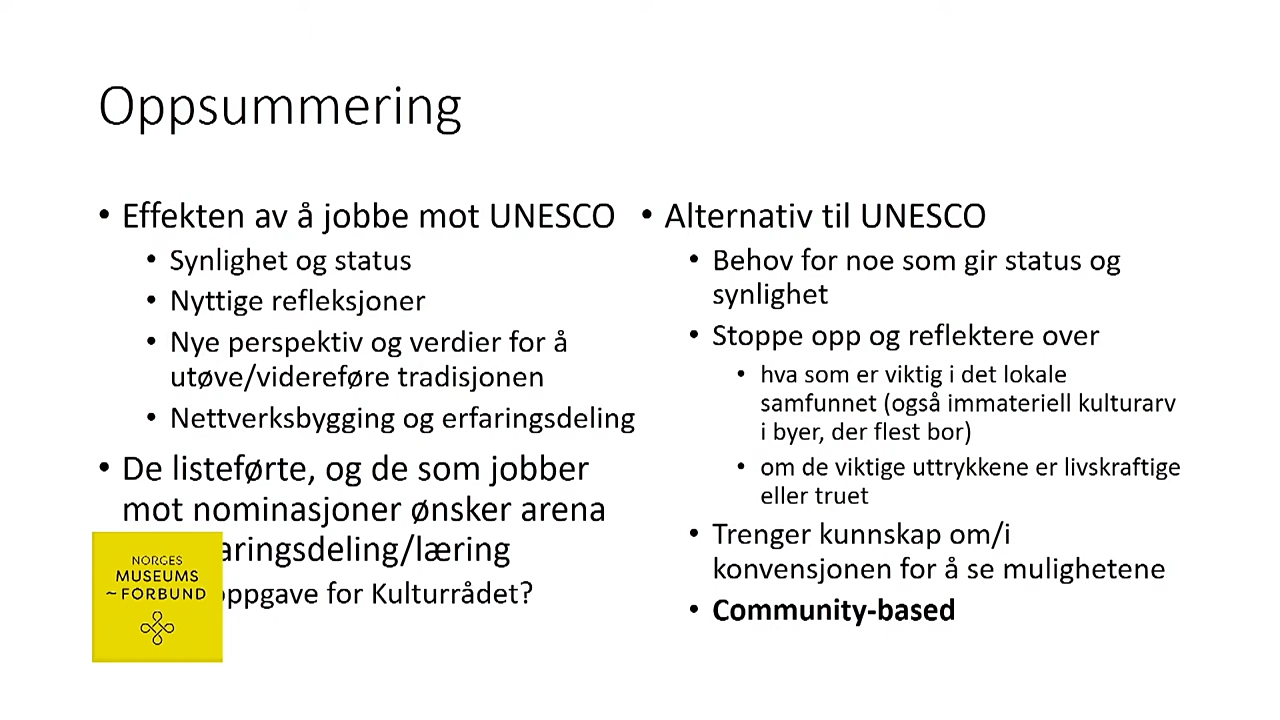 Oppsummering
• Effekten av å jobbe mot UNESCO
• Synlighet og status
• Nyttige refleksjoner
• Nye perspektiv og verdier for å
utøve/videreføre tradisjonen
• Nettverksbygging og erfaringsdeling
• De listeførte, og de som jobber
mot nominasjoner ønsker arena
aringsdeling/læring
oppgave for Kulturrådet?
• Alternativ til UNESCO
• Behov for noe som gir status og
synlighet
• Stoppe opp og reflektere over
• hva som er viktig i det lokale
samfunnet (også immateriell kulturarv
i byer, der flest bor)
• om de viktige uttrykkene er livskraftige
eller truet
• Trenger kunnskap om/i
konvensjonen for å se mulighetene
• Community-based
NORGES
MUSEUMS
~FORBUND